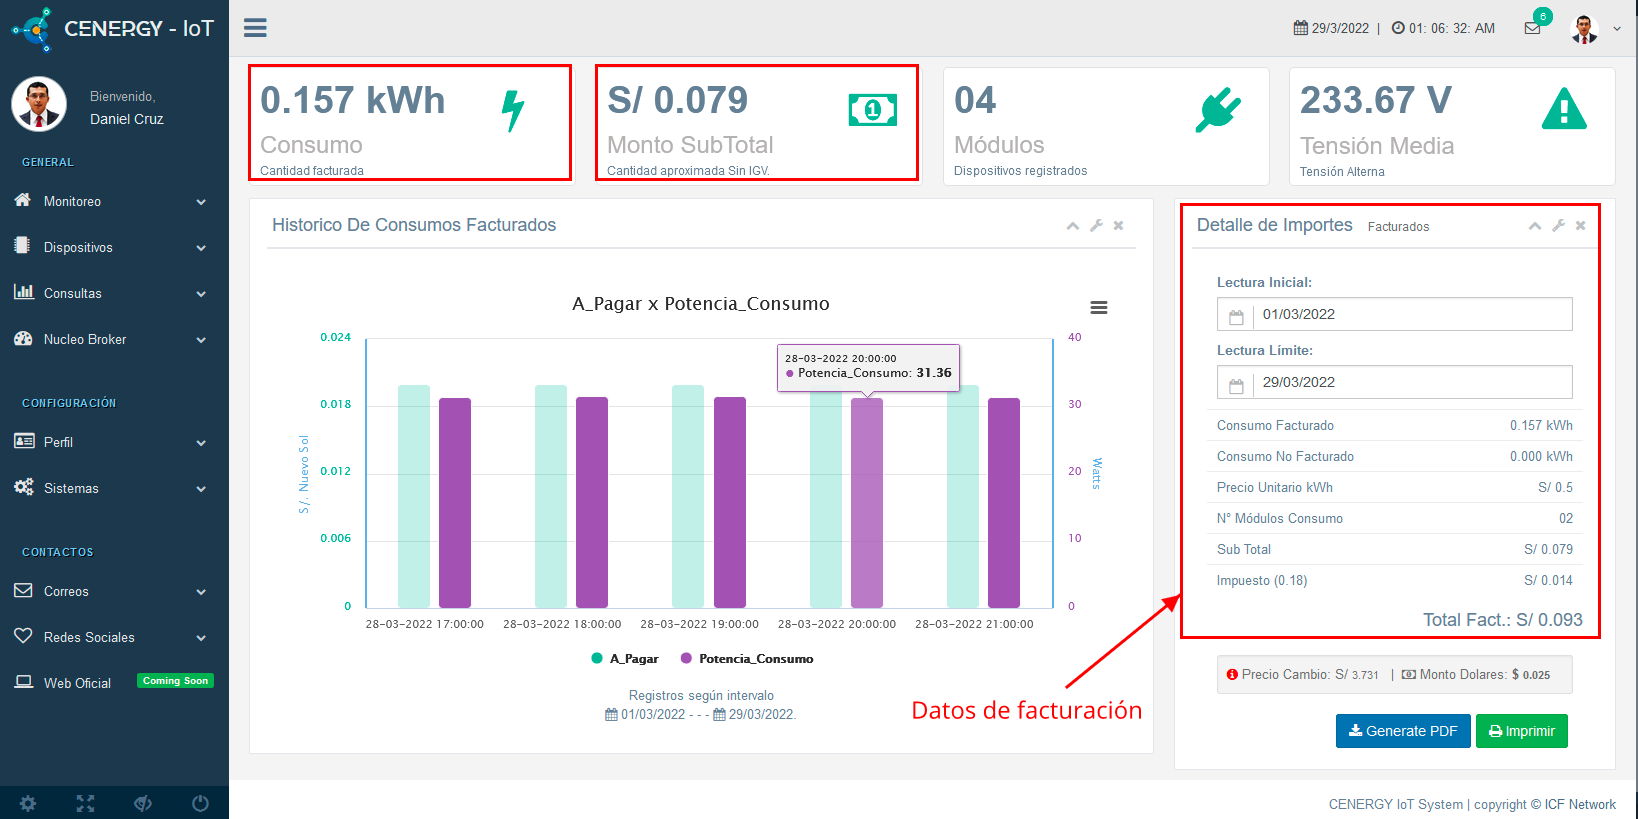 CENERGY - IoT
29/3/2022 | 01: 06: 32: AM
6
Bienvenido,
Daniel Cruz
GENERAL
Monitoreo
Dispositivos
Consultas
Nucleo Broker
CONFIGURACIÓN
Perfil
Sistemas
CONTACTOS
Correos
Redes Sociales
Web Oficial Coming Soon
0.157 kWh
Consumo
Cantidad facturada
S/ 0.079
1
Monto SubTotal
Cantidad aproximada Sin IGV.
04
Módulos
Dispositivos registrados
233.67 V
Tensión Media
Tensión Alterna
Historico De Consumos Facturados
A_Pagar x Potencia_Consumo
0.024
0.018
0.012
0.006
0
S/. Nuevo Sol
40
30
20
10
0
Watts
28-03-2022 20:00:00
Potencia_Consumo: 31.36
28-03-2022 17:00:00 28-03-2022 18:00:00 28-03-2022 19:00:00 28-03-2022 20:00:00 28-03-2022 21:00:00
A_Pagar Potencia_Consumo
Registros según intervalo
01/03/2022 - - - 29/03/2022.
Detalle de Importes Facturados
Lectura Inicial:
01/03/2022
Lectura Límite:
29/03/2022
Consumo Facturado 0.157 kWh
Consumo No Facturado 0.000 kWh
Precio Unitario kWh S/ 0.5
N° Módulos Consumo 02
Sub Total S/ 0.079
Impuesto (0.18) S/ 0.014
Total Fact.: S/ 0.093
Datos de facturación
Precio Cambio: S/ 3.731 | Monto Dolares: $ 0.025
Generate PDF
Imprimir
CENERGY IoT System | copyright © ICF Network